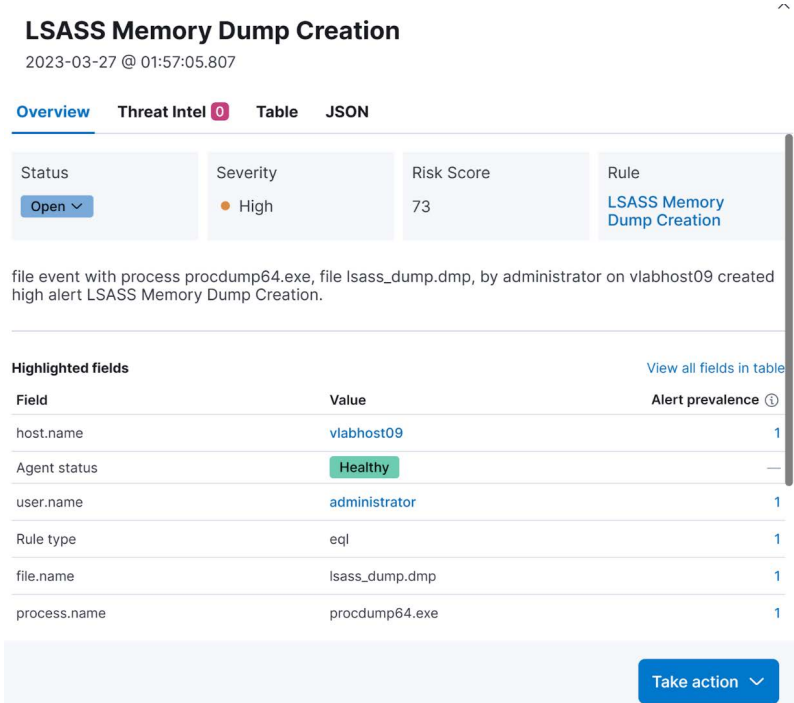 LSASS Memory Dump Creation
2023-03-27 @ 01:57:05.807
Overview Threat Intel 0 Table JSON
Status Severity Risk Score Rule
Open High 73 LSASS Memory
Dump Creation
file event with process procdump64.exe, file lsass_dump.dmp, by administrator on vlabhost09 created
high alert LSASS Memory Dump Creation.
Highlighted fields View all fields in table
Field Value Alert prevalence
host.name vlabhost09 1
Agent status Healthy —
user.name administrator 1
Rule type eql 1
file.name lsass_dump.dmp 1
process.name procdump64.exe 1
Take action